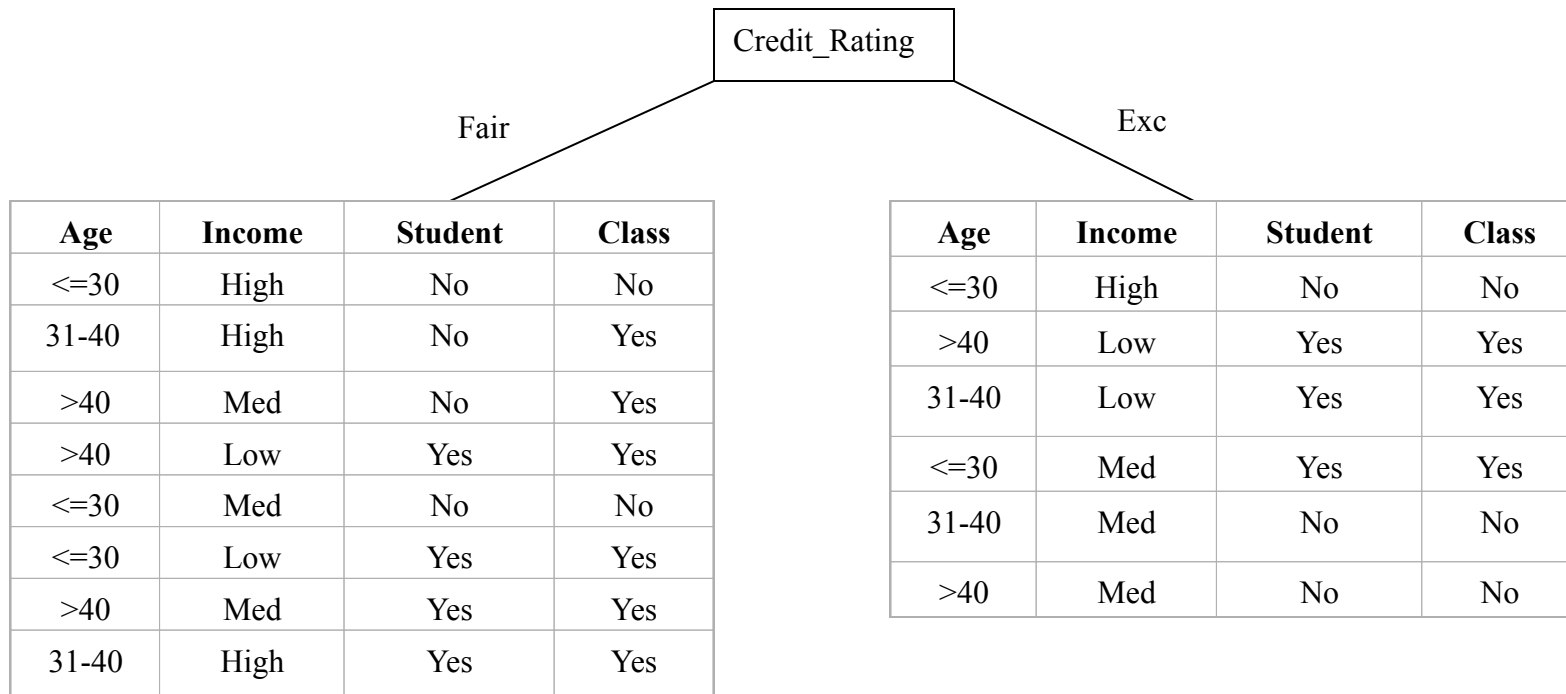 Credit_Rating
Fair
Exc
Age Income Student Class
<=30 High No No
31-40 High No Yes
>40 Med No Yes
>40 Low Yes Yes
<=30 Med No No
<=30 Low Yes Yes
>40 Med Yes Yes
31-40 High Yes Yes
Age Income Student Class
<=30 High No No
>40 Low Yes Yes
31-40 Low Yes Yes
<=30 Med Yes Yes
31-40 Med No No
>40 Med No No